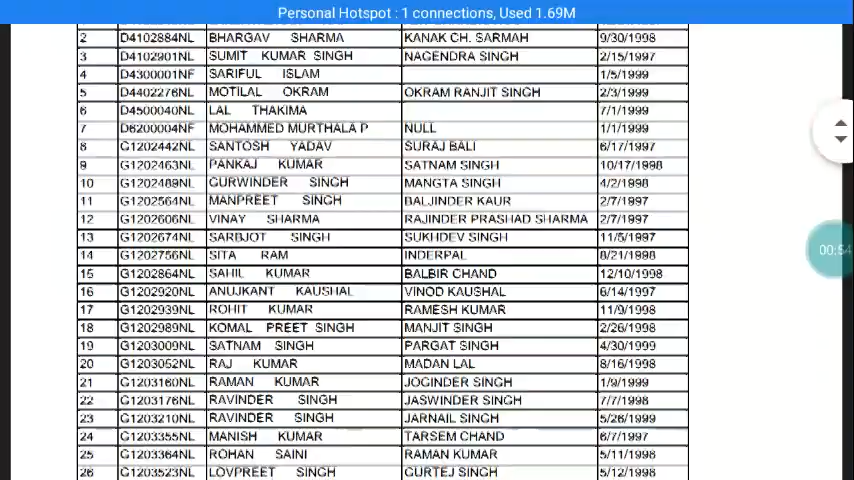 Personal Hotspot : 1 connections, Used 1.69M
2 D4102884NL BHARGAV SHARMA KANAK CH. SARMAH 9/30/1998
3 D4102901NL SUMIT KUMAR SINGH NAGENDRA SINGH 2/15/1997
4 D4300001NF SARIFUL ISLAM 1/5/1999
5 D4402276NL MOTILAL OKRAM OKRAM RANJIT SINGH 2/3/1999
6 D4500040NL LAL THAKIMA 7/1/1999
7 D6200004NF MOHAMMED MURTHALA P NULL 1/1/1999
8 G1202442NL SANTOSH YADAV SURAJ BALI 6/17/1997
9 G1202463NL PANKAJ KUMAR SATNAM SINGH 10/17/1998
10 G1202489NL GURWINDER SINGH MANGTA SINGH 4/2/1998
11 G1202564NL MANPREET SINGH BALJINDER KAUR 2/7/1997
12 G1202606NL VINAY SHARMA RAJINDER PRASHAD SHARMA 2/7/1997
13 G1202674NL SARBJOT SINGH SUKHDEV SINGH 11/5/1997
14 G1202756NL SITA RAM INDERPAL 8/21/1998
15 G1202864NL SAHIL KUMAR BALBIR CHAND 12/10/1998
16 G1202920NL ANUJKANT KAUSHAL VINOD KAUSHAL 6/14/1997
17 G1202939NL ROHIT KUMAR RAMESH KUMAR 11/9/1998
18 G1202989NL KOMAL PREET SINGH MANJIT SINGH 2/26/1998
19 G1203009NL SATNAM SINGH PARGAT SINGH 4/30/1999
20 G1203052NL RAJ KUMAR MADAN LAL 8/16/1998
21 G1203160NL RAMAN KUMAR JOGINDER SINGH 1/9/1999
22 G1203176NL RAVINDER SINGH JASWINDER SINGH 7/7/1998
23 G1203210NL RAVINDER SINGH JARNAIL SINGH 5/26/1999
24 G1203355NL MANISH KUMAR TARSEM CHAND 6/7/1997
25 G1203364NL ROHAN SAINI RAMAN KUMAR 5/11/1998
26 G1203523NL LOVPREET SINGH GURTEJ SINGH 5/12/1998
00:54